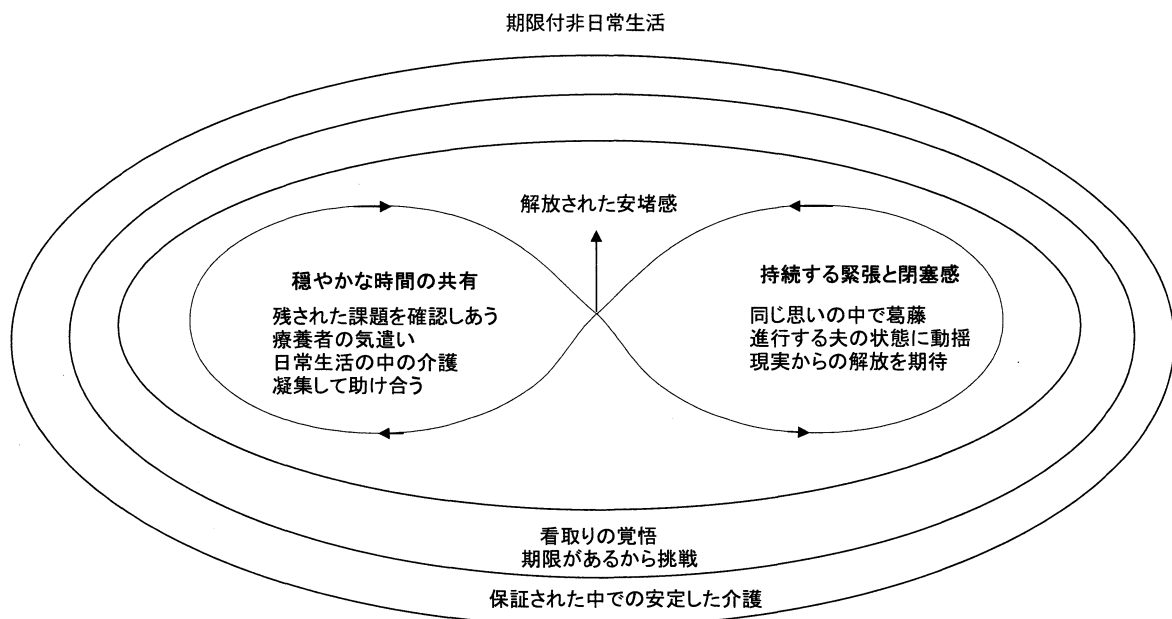 期限付非日常生活
解放された安堵感
穏やかな時間の共有
残された課題を確認しあう
療養者の気遣い
日常生活の中の介護
凝集して助け合う
持続する緊張と閉塞感
同じ思いの中で葛藤
進行する夫の状態に動揺
現実からの解放を期待
看取りの覚悟
期限があるから挑戦
保証された中での安定した介護